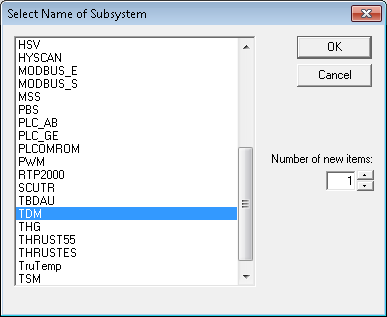 Select Name of Subsystem
HSV
HYSCAN
MODBUS_E
MODBUS_S
MSS
PBS
PLC_AB
PLC_GE
PLCOMROM
PWM
RTP2000
SCUTR
TBDAU
TDM
THG
THRUST55
THRUSTES
TruTemp
TSM
OK
Cancel
Number of new items:
1